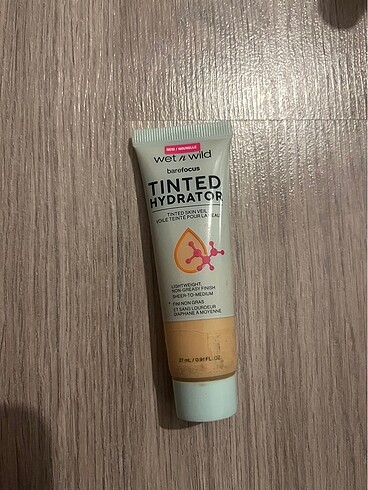 NEW / NOUVELLE
wet n wild
barefocus
TINTED
HYDRATOR
TINTED SKIN VEIL
VOILE TEINTÉ POUR LA PEAU
LIGHTWEIGHT,
NON-GREASY FINISH
SHEER-TO-MEDIUM
FINI NON GRAS
ET SANS LOURDEUR
DIAPHANE À MOYENNE
27 mL / 0.91 FL. OZ.